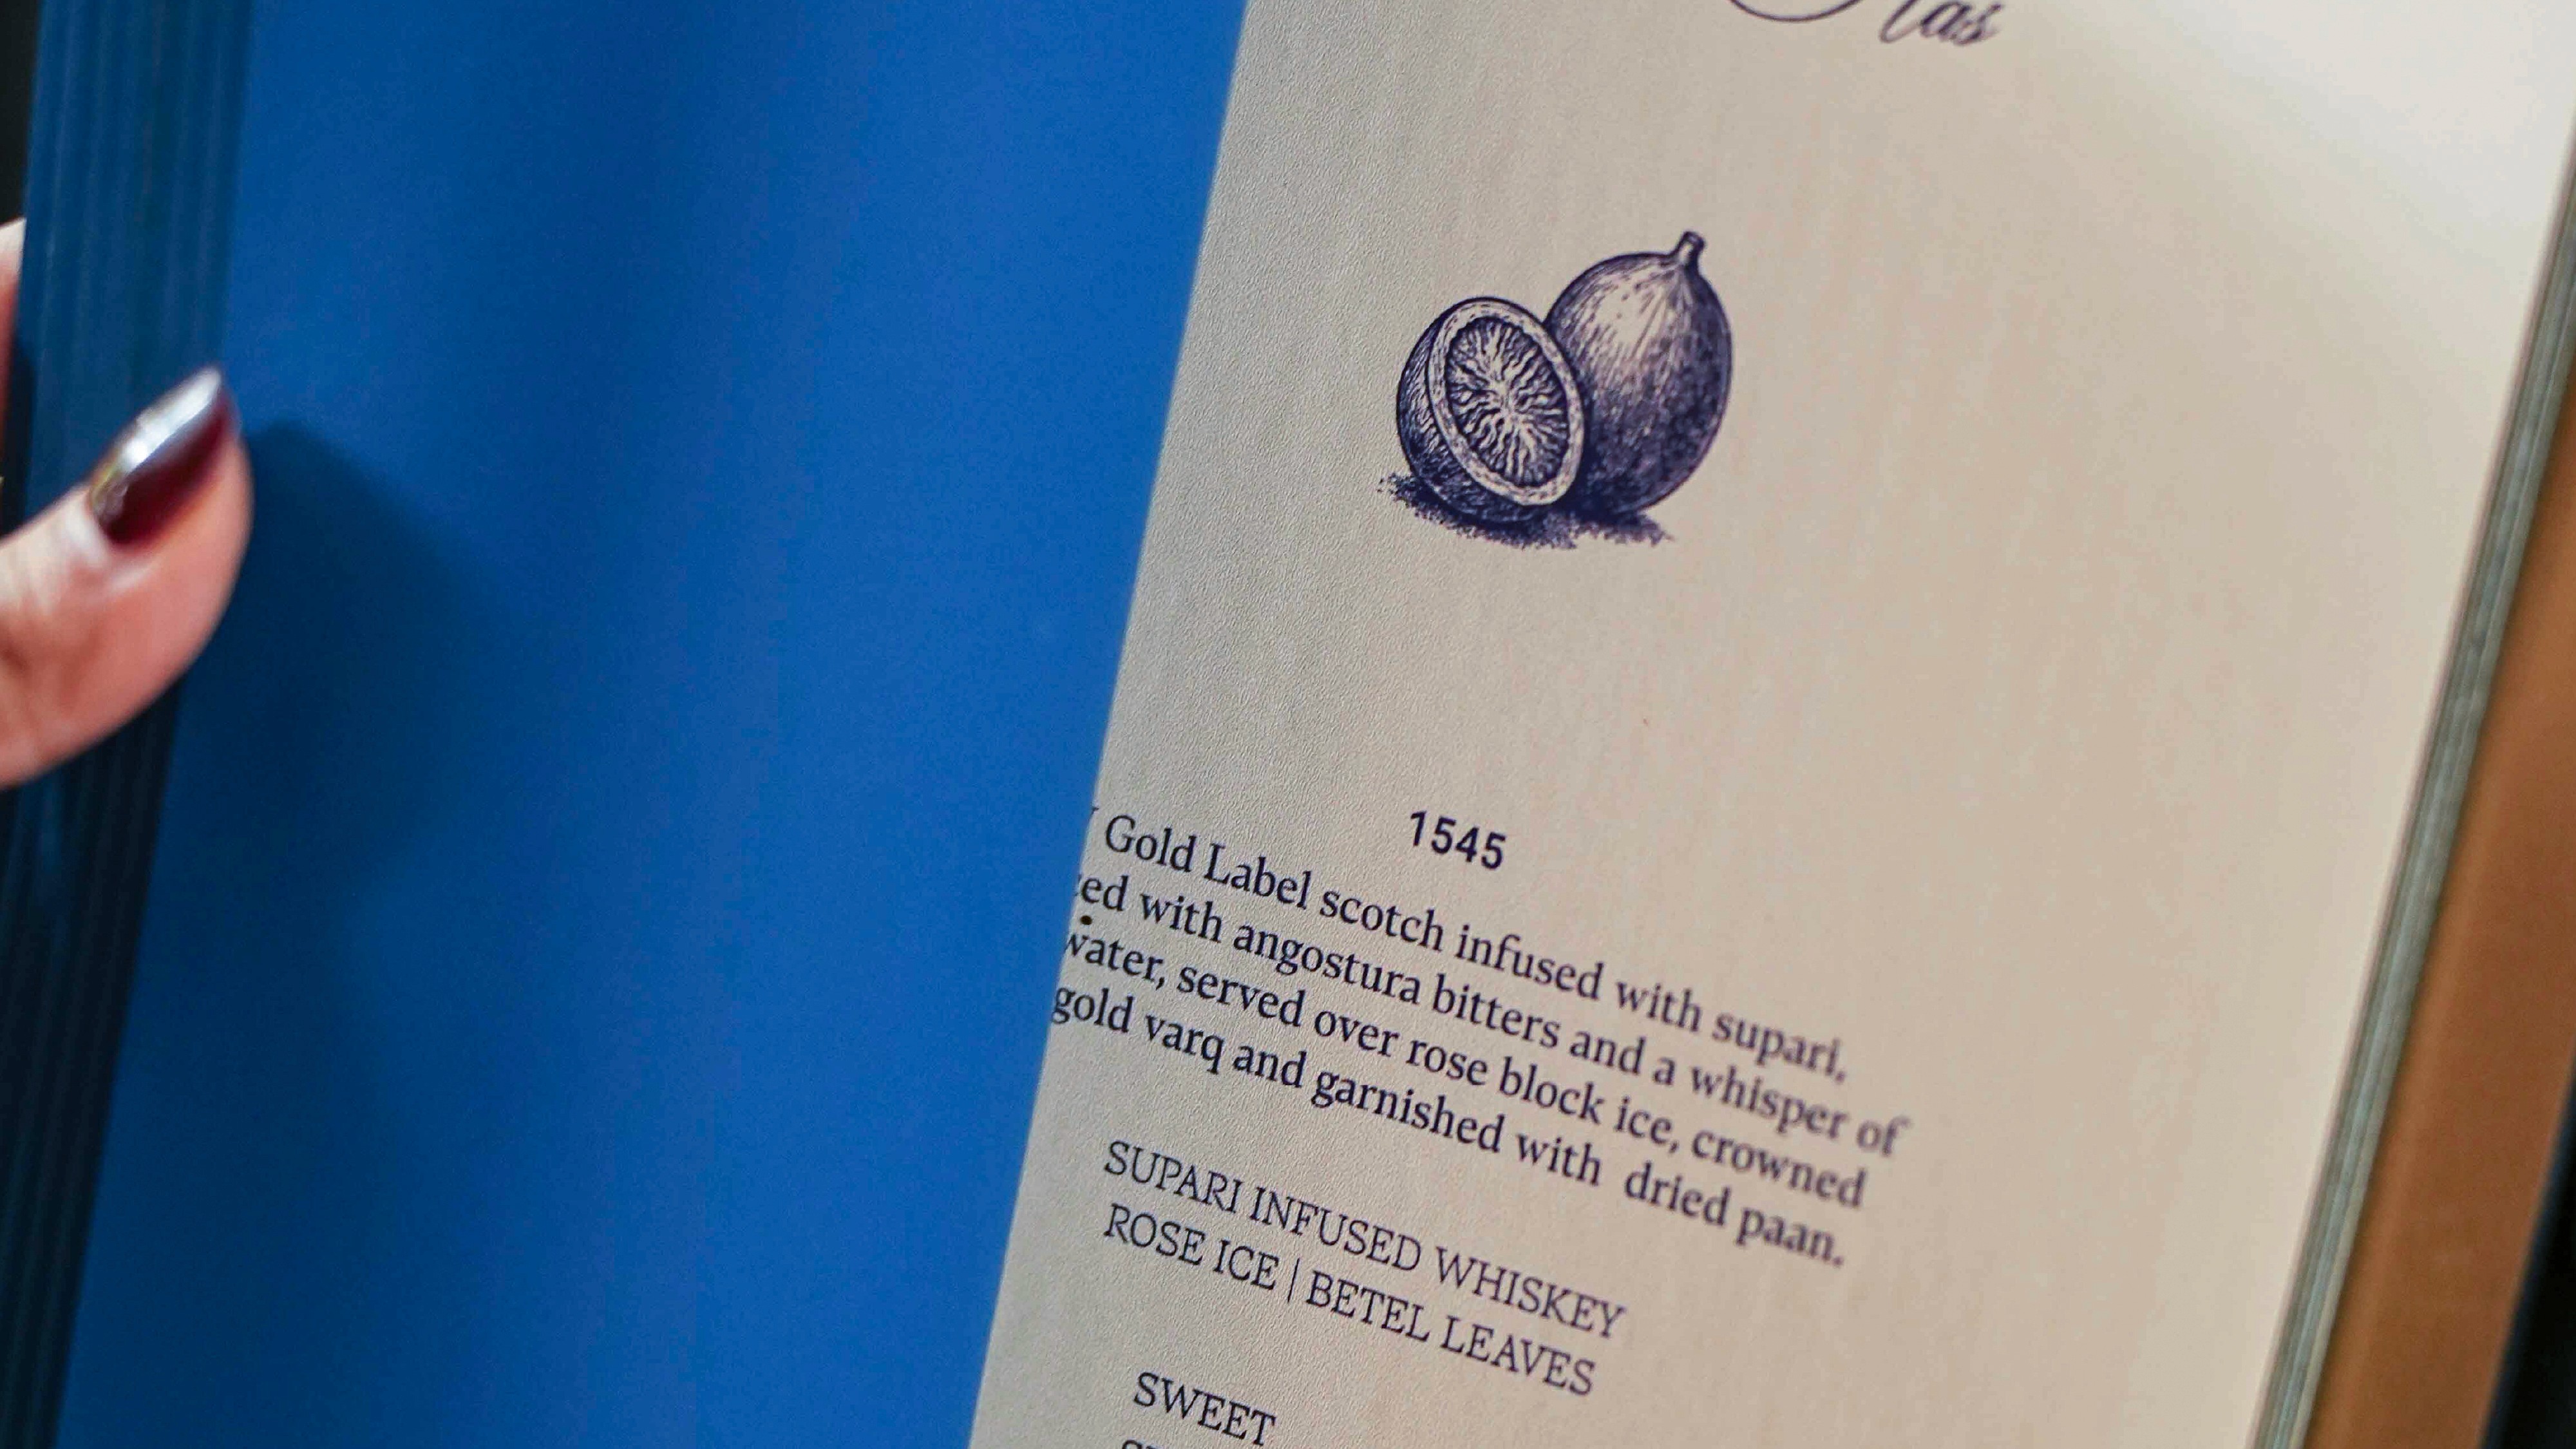 1545
Gold Label scotch infused with supari,
with angostura bitters and a whisper of
water, served over rose block ice, crowned
gold varq and garnished with dried paan.
SUPARI INFUSED WHISKEY
ROSE ICE | BETEL LEAVES
SWEET